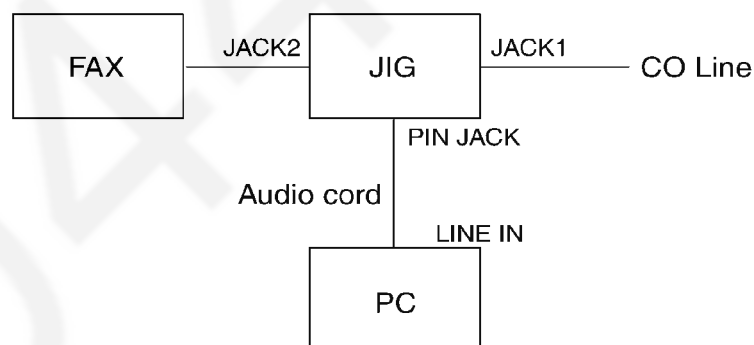 FAX
JACK2
JIG
JACK1
CO Line
PIN JACK
Audio cord
LINE IN
PC